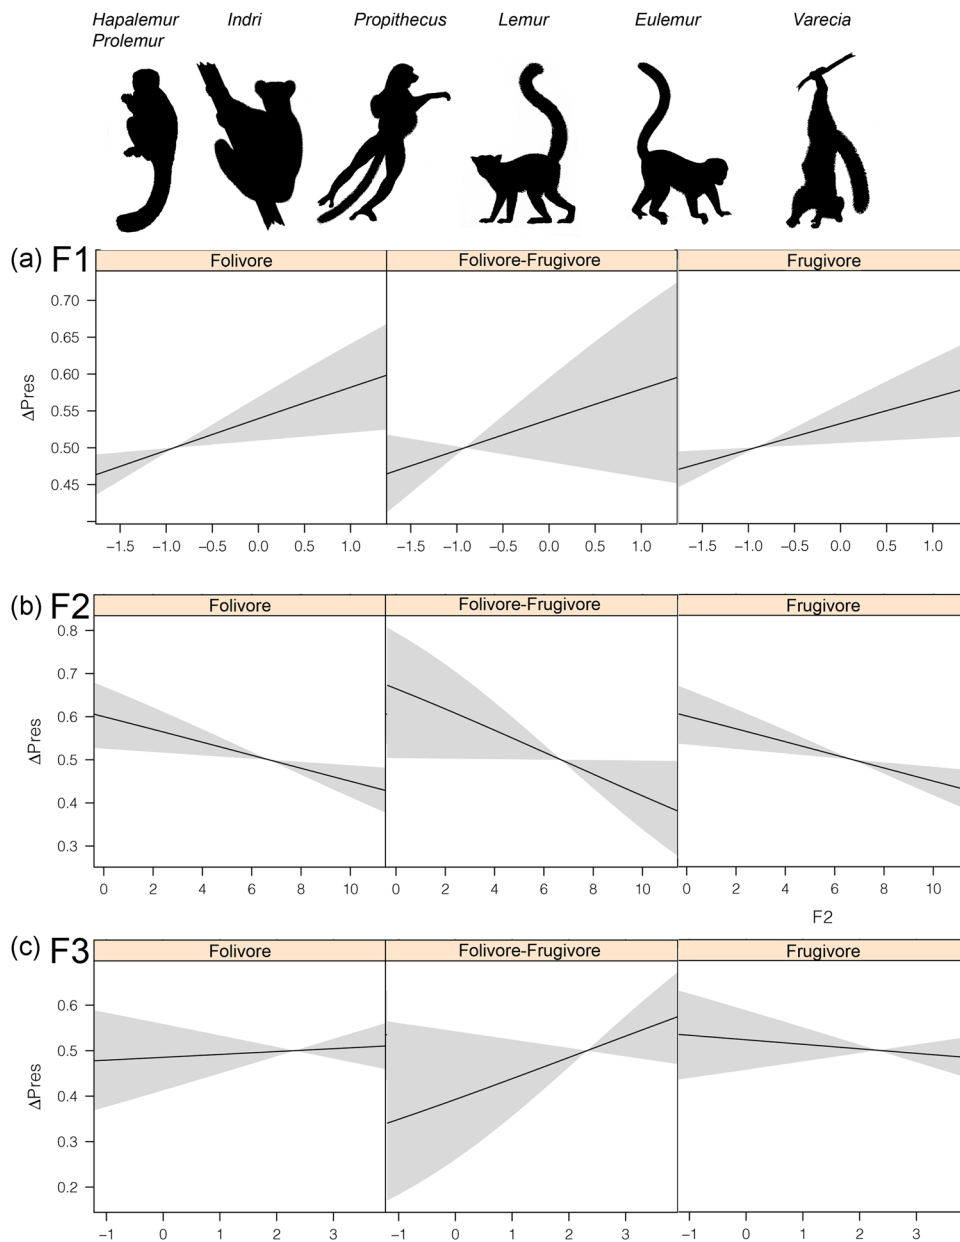 Hapalemur Indri Propithecus Lemur Eulemur Varecia
Prolemur
(a) F1
Folivore Folivore-Frugivore Frugivore
0.70
0.65
0.60
0.55
0.50
0.45
ΔPres
−1.5 −1.0 −0.5 0.0 0.5 1.0 −1.5 −1.0 −0.5 0.0 0.5 1.0 −1.5 −1.0 −0.5 0.0 0.5 1.0
(b) F2
Folivore Folivore-Frugivore Frugivore
0.8
0.7
0.6
0.5
0.4
0.3
ΔPres
0 2 4 6 8 10 0 2 4 6 8 10 0 2 4 6 8 10
F2
(c) F3
Folivore Folivore-Frugivore Frugivore
0.6
0.5
0.4
0.3
0.2
ΔPres
−1 0 1 2 3 −1 0 1 2 3 −1 0 1 2 3